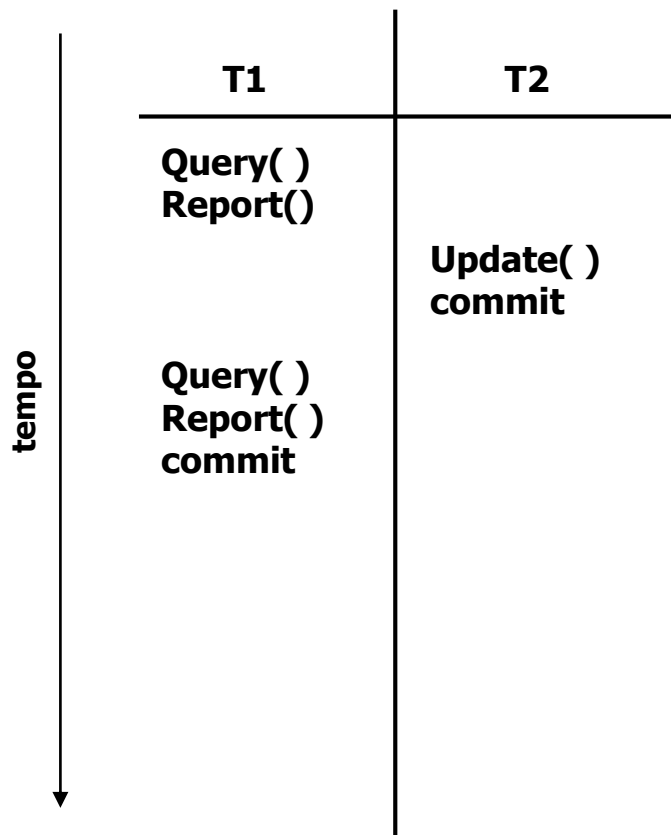 T1
T2
Query( )
Report()
Update( )
commit
Query( )
Report( )
commit
tempo